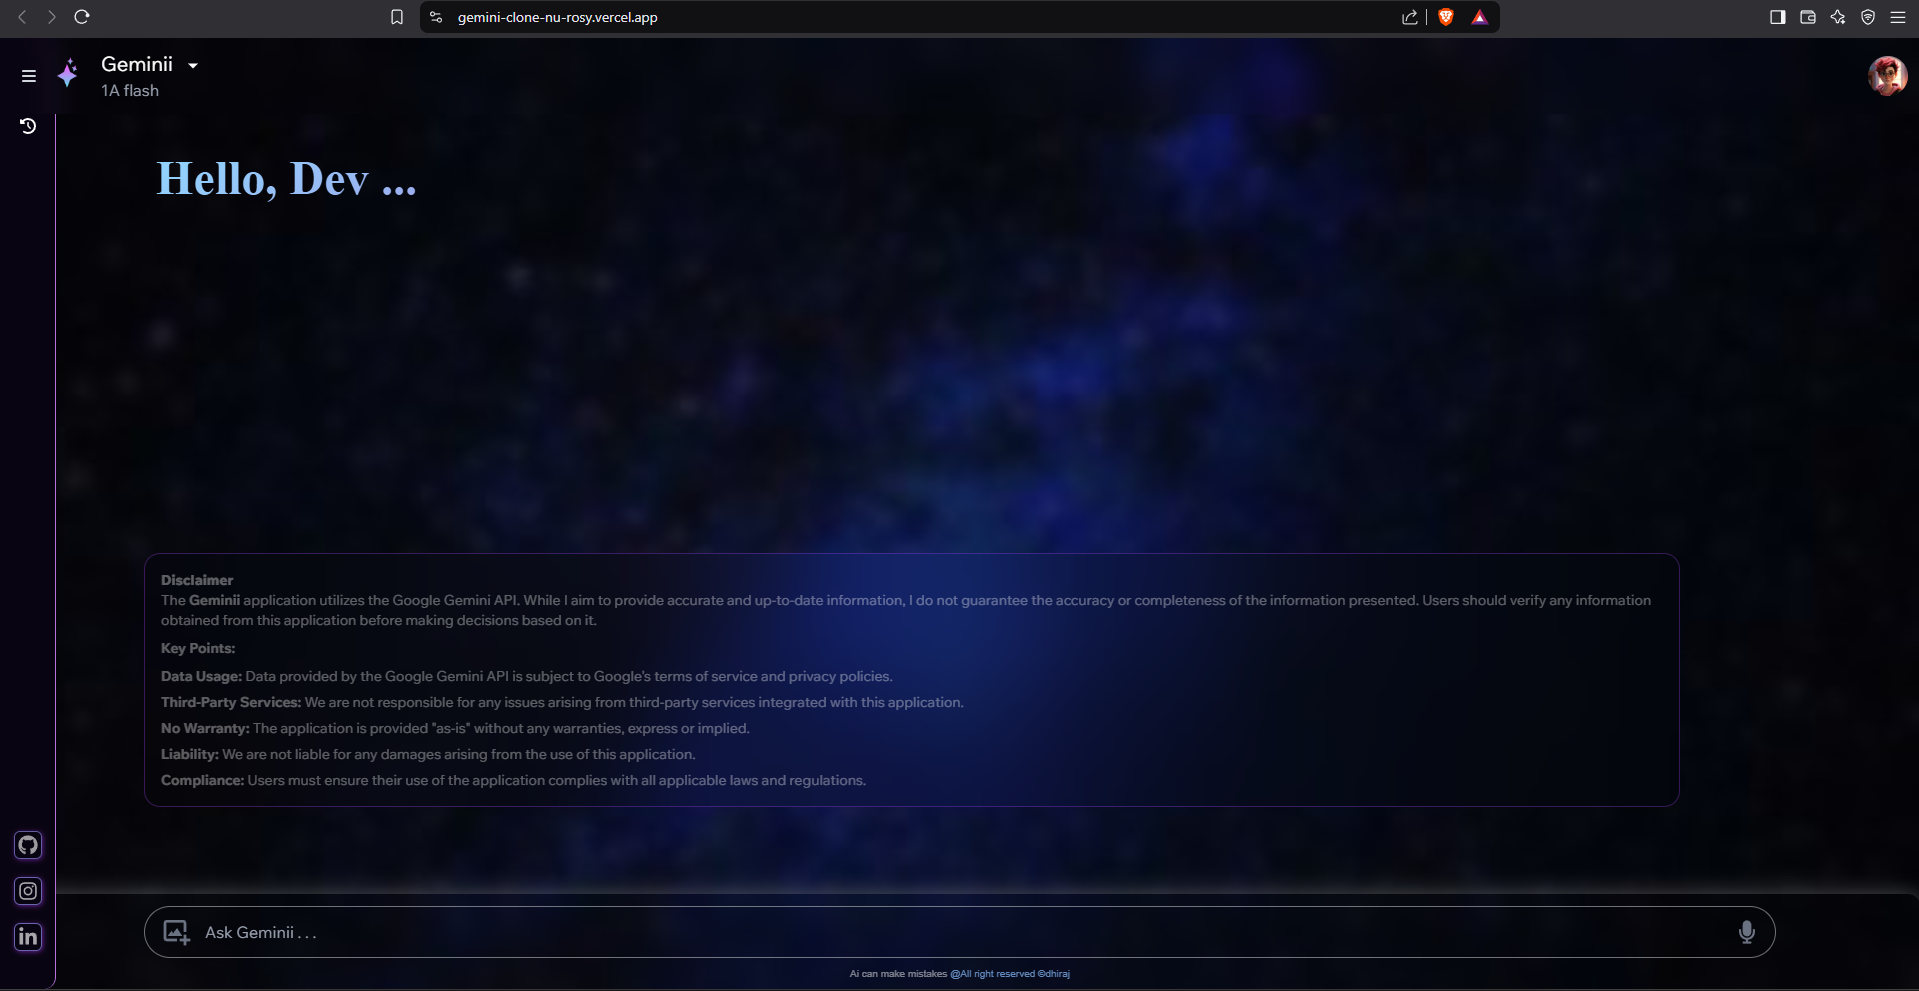 gemini-clone-nu-rosy.vercel.app
Geminii
1A flash
Hello, Dev ...
Disclaimer
The Geminii application utilizes the Google Gemini API. While I aim to provide accurate and up-to-date information, I do not guarantee the accuracy or completeness of the information presented. Users should verify any information
obtained from this application before making decisions based on it.
Key Points:
Data Usage: Data provided by the Google Gemini API is subject to Google's terms of service and privacy policies.
Third-Party Services: We are not responsible for any issues arising from third-party services integrated with this application.
No Warranty: The application is provided "as-is" without any warranties, express or implied.
Liability: We are not liable for any damages arising from the use of this application.
Compliance: Users must ensure their use of the application complies with all applicable laws and regulations.
Ask Geminii . . .
Ai can make mistakes @All right reserved ©dhiraj